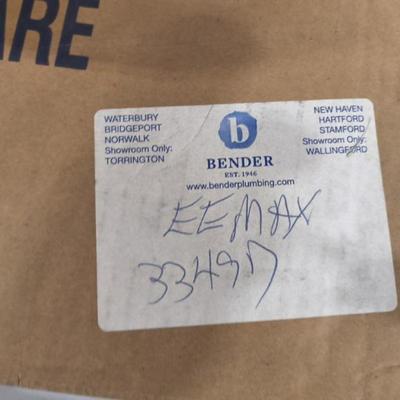 ARE
WATERBURY
BRIDGEPORT
NORWALK
Showroom Only:
TORRINGTON
b
BENDER
EST. 1946
www.benderplumbing.com
NEW HAVEN
HARTFORD
STAMFORD
Showroom Only:
WALLINGFORD
EEMAX